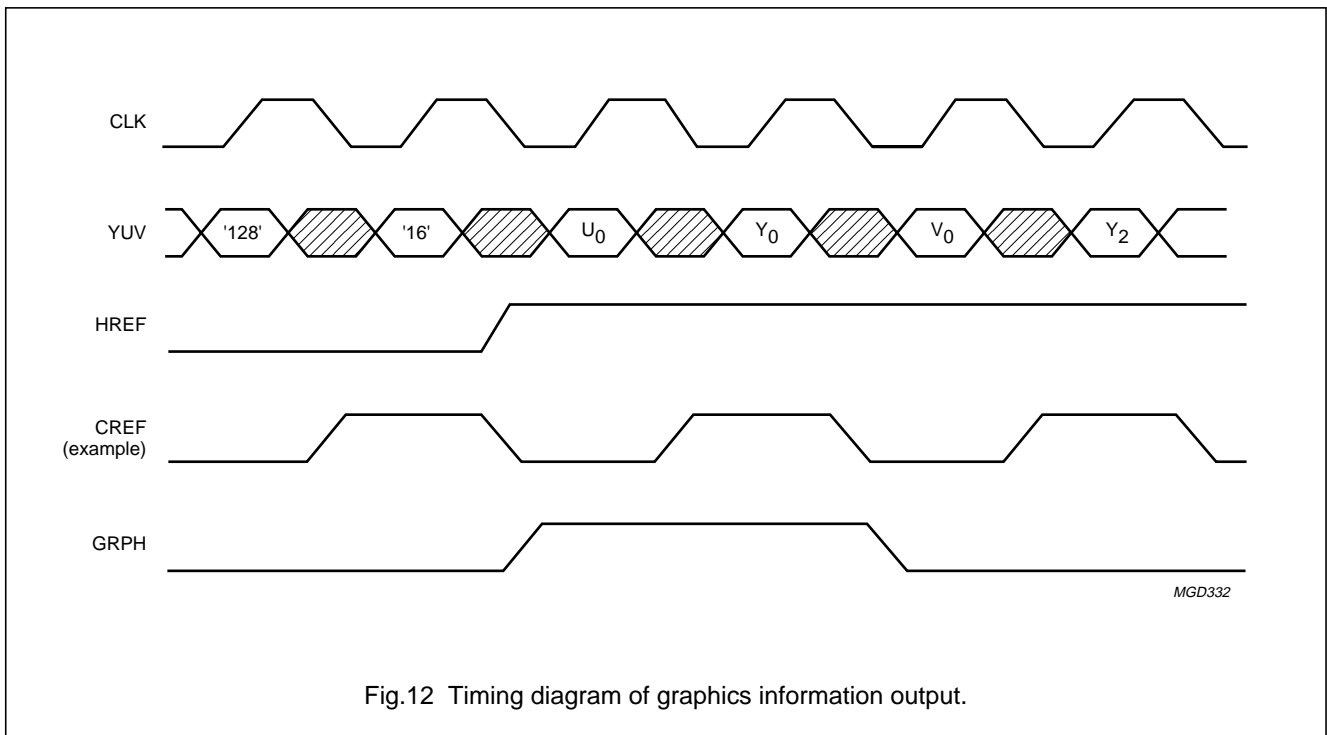 CLK
YUV
'128'
'16'
U0
Y0
V0
Y2
HREF
CREF
(example)
GRPH
MGD332
Fig.12 Timing diagram of graphics information output.